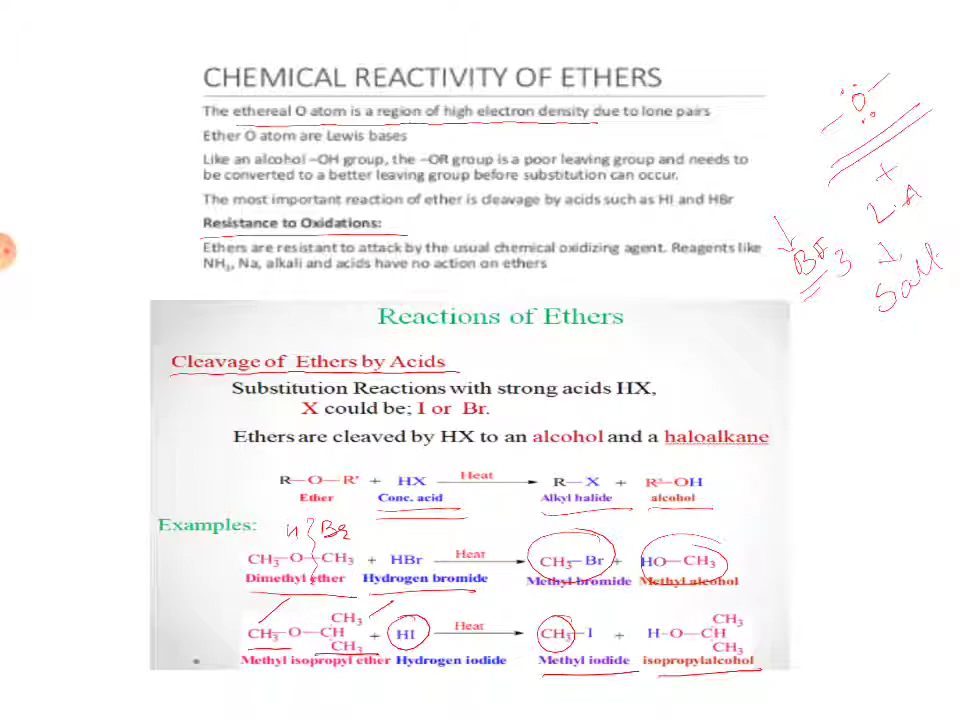 CHEMICAL REACTIVITY OF ETHERS
The ethereal O atom is a region of high electron density due to lone pairs
Ether O atom are Lewis bases
Like an alcohol –OH group, the –OR group is a poor leaving group and needs to
be converted to a better leaving group before substitution can occur.
The most important reaction of ether is cleavage by acids such as HI and HBr
Resistance to Oxidations:
Ethers are resistant to attack by the usual chemical oxidizing agent. Reagents like
NH₃, Na, alkali and acids have no action on ethers
–O–
+
L.A
↓
Salt
BF3
Reactions of Ethers
Cleavage of Ethers by Acids
Substitution Reactions with strong acids HX,
X could be; I or Br.
Ethers are cleaved by HX to an alcohol and a haloalkane
R—O—R' + HX Heat R—X + R'—OH
Ether Conc. acid Alkyl halide alcohol
Examples:
H Br
CH₃—O—CH₃ + HBr Heat CH₃—Br + HO—CH₃
Dimethyl ether Hydrogen bromide Methyl bromide Methyl alcohol
CH₃ CH₃
CH₃—O—CH + HI Heat CH₃—I + H-O—CH
CH₃ CH₃
Methyl isopropyl ether Hydrogen iodide Methyl iodide isopropylalcohol